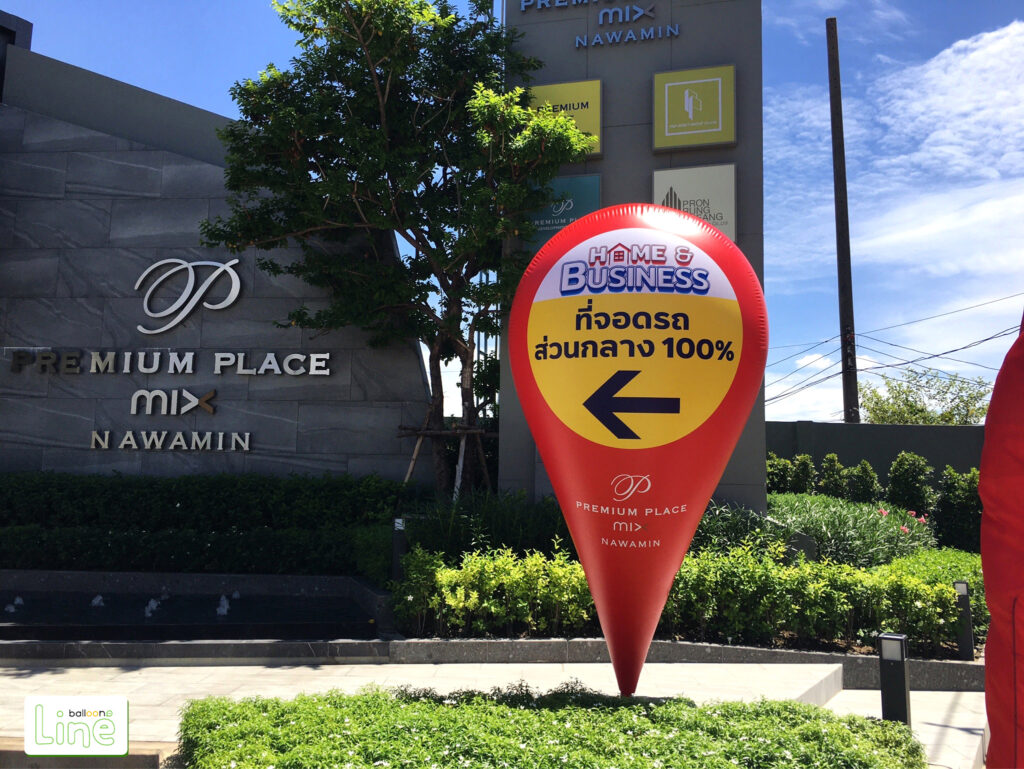 MIX
NAWAMIN
PREMIUM
PREMIUM PLACE
PREMIUM PLACE
MIX
NAWAMIN
HOME &
BUSINESS
ที่จอดรถ
ส่วนกลาง 100%
PREMIUM PLACE
MIX
NAWAMIN
balloon
Line